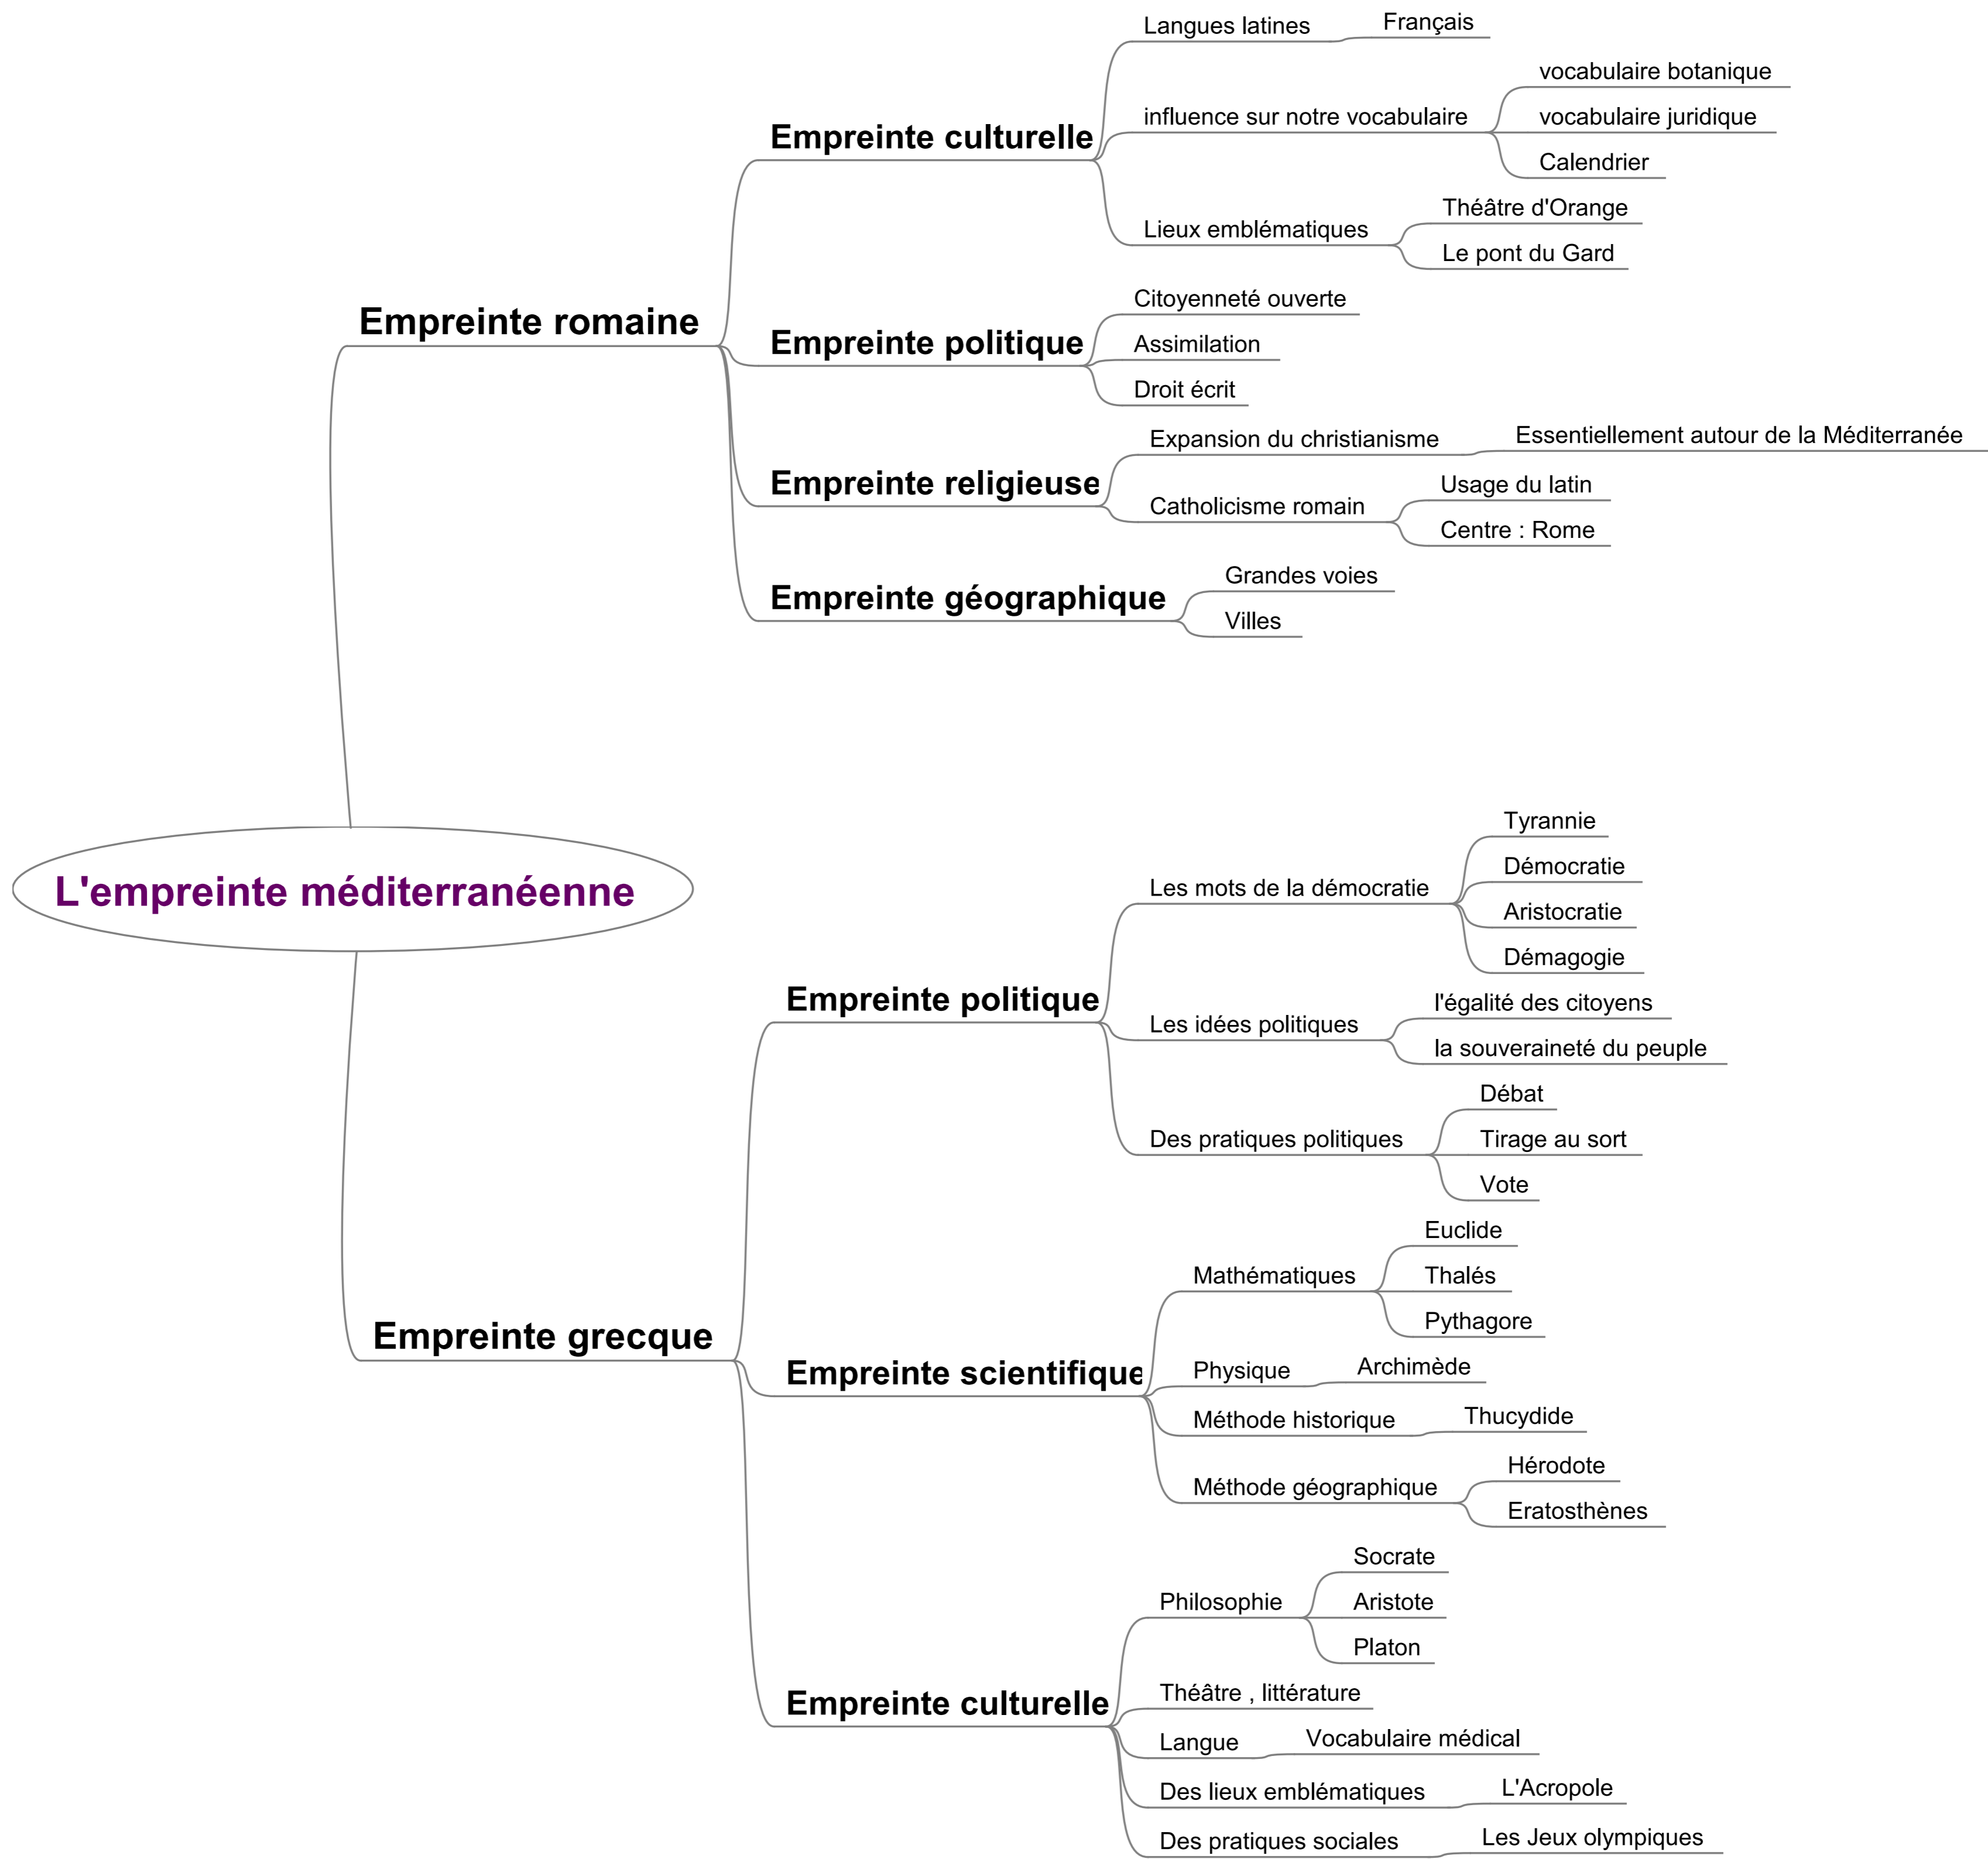 L'empreinte méditerranéenne
Empreinte romaine
Empreinte culturelle
Langues latines
Français
influence sur notre vocabulaire
vocabulaire botanique
vocabulaire juridique
Calendrier
Lieux emblématiques
Théâtre d'Orange
Le pont du Gard
Empreinte politique
Citoyenneté ouverte
Assimilation
Droit écrit
Empreinte religieuse
Expansion du christianisme
Essentiellement autour de la Méditerranée
Catholicisme romain
Usage du latin
Centre : Rome
Empreinte géographique
Grandes voies
Villes
Empreinte grecque
Empreinte politique
Les mots de la démocratie
Tyrannie
Démocratie
Aristocratie
Démagogie
Les idées politiques
l'égalité des citoyens
la souveraineté du peuple
Des pratiques politiques
Débat
Tirage au sort
Vote
Empreinte scientifique
Mathématiques
Euclide
Thalés
Pythagore
Physique
Archimède
Méthode historique
Thucydide
Méthode géographique
Hérodote
Eratosthènes
Empreinte culturelle
Philosophie
Socrate
Aristote
Platon
Théâtre , littérature
Langue
Vocabulaire médical
Des lieux emblématiques
L'Acropole
Des pratiques sociales
Les Jeux olympiques